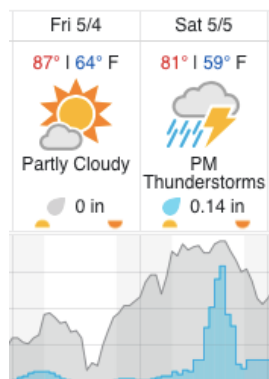 Fri 5/4
87° | 64° F
Partly Cloudy
0 in
Sat 5/5
81° | 59° F
PM
Thunderstorms
0.14 in